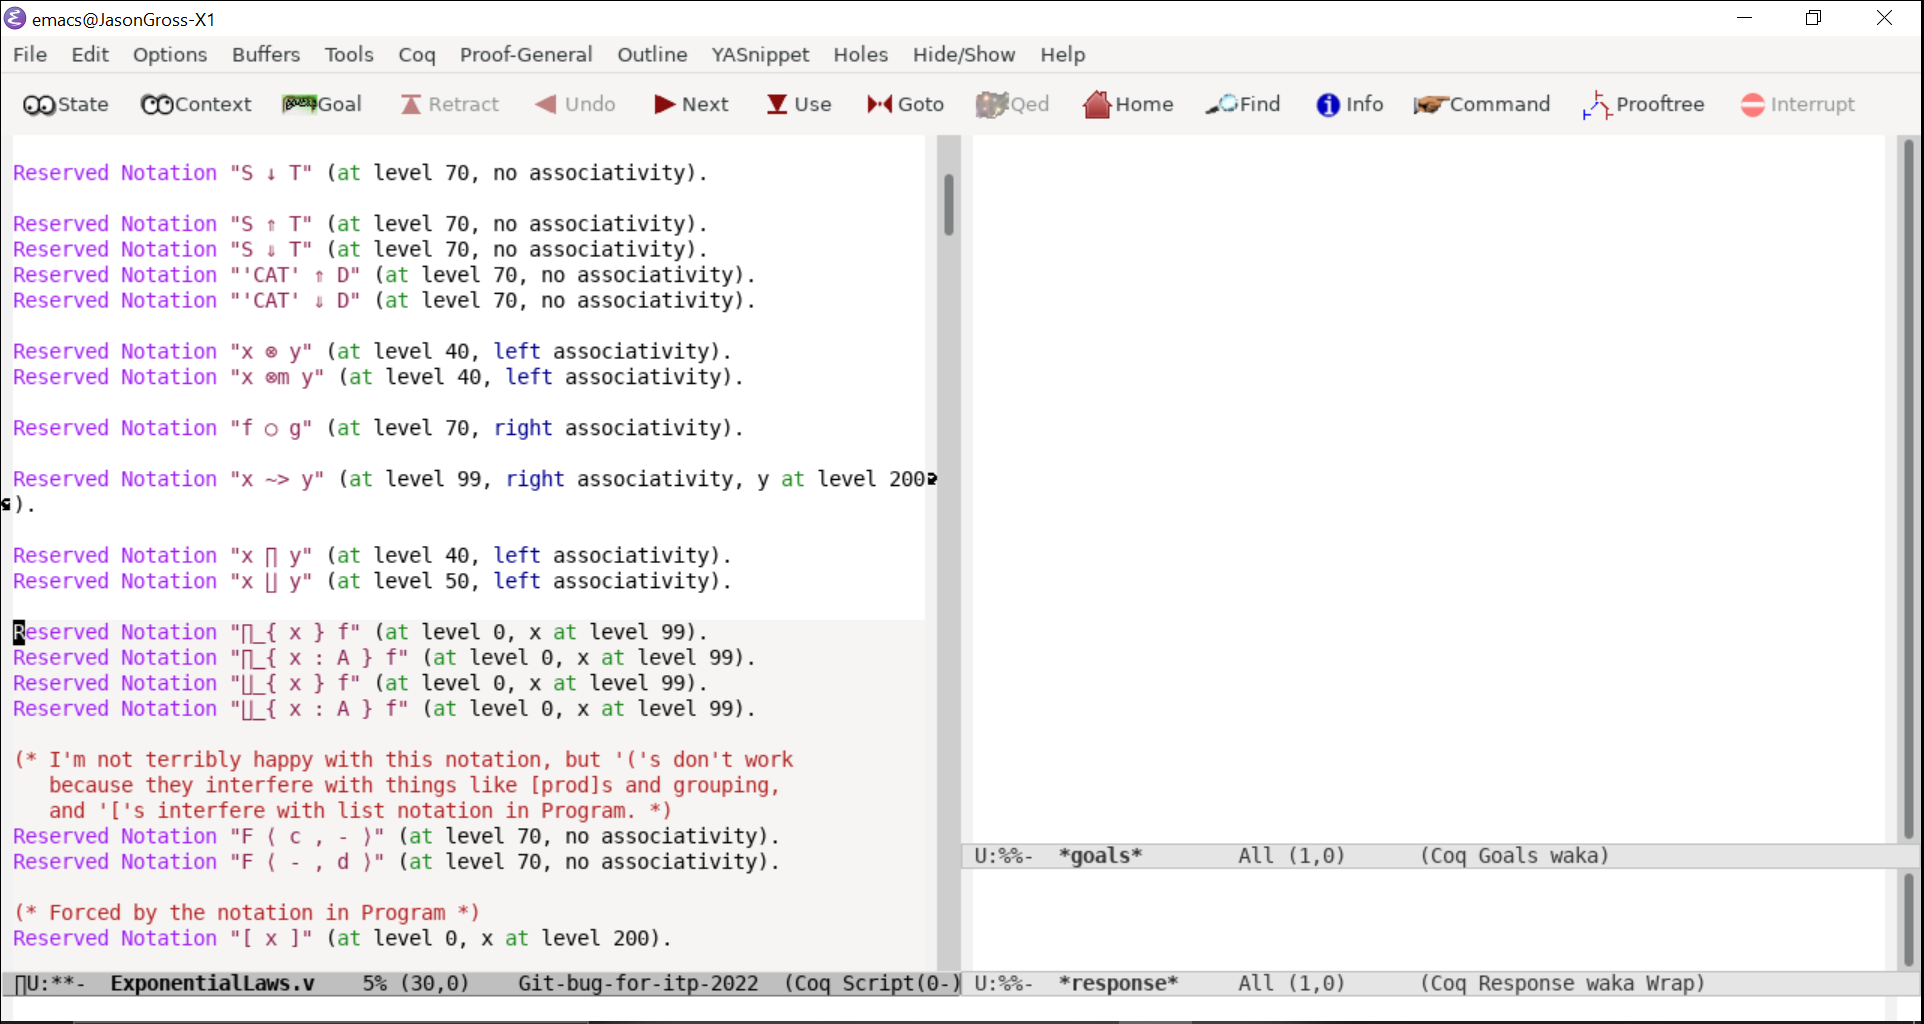 emacs@JasonGross-X1
File Edit Options Buffers Tools Coq Proof-General Outline YASnippet Holes Hide/Show Help
State Context Goal Retract Undo Next Use Goto Qed Home Find Info Command Prooftree Interrupt
Reserved Notation "S ↓ T" (at level 70, no associativity).
Reserved Notation "S ⇑ T" (at level 70, no associativity).
Reserved Notation "S ⇓ T" (at level 70, no associativity).
Reserved Notation "'CAT' ⇑ D" (at level 70, no associativity).
Reserved Notation "'CAT' ⇓ D" (at level 70, no associativity).
Reserved Notation "x ⊗ y" (at level 40, left associativity).
Reserved Notation "x ⊗m y" (at level 40, left associativity).
Reserved Notation "f ○ g" (at level 70, right associativity).
Reserved Notation "x ~> y" (at level 99, right associativity, y at level 200
).
Reserved Notation "x ∏ y" (at level 40, left associativity).
Reserved Notation "x ∐ y" (at level 50, left associativity).
Reserved Notation "∏_{ x } f" (at level 0, x at level 99).
Reserved Notation "∏_{ x : A } f" (at level 0, x at level 99).
Reserved Notation "∐_{ x } f" (at level 0, x at level 99).
Reserved Notation "∐_{ x : A } f" (at level 0, x at level 99).
(* I'm not terribly happy with this notation, but '('s don't work
because they interfere with things like [prod]s and grouping,
and '['s interfere with list notation in Program. *)
Reserved Notation "F ⟨ c , - ⟩" (at level 70, no associativity).
Reserved Notation "F ⟨ - , d ⟩" (at level 70, no associativity).
(* Forced by the notation in Program *)
Reserved Notation "[ x ]" (at level 0, x at level 200).
∏U:**- ExponentialLaws.v 5% (30,0) Git-bug-for-itp-2022 (Coq Script(0-)
U:%%- *goals* All (1,0) (Coq Goals waka)
U:%%- *response* All (1,0) (Coq Response waka Wrap)